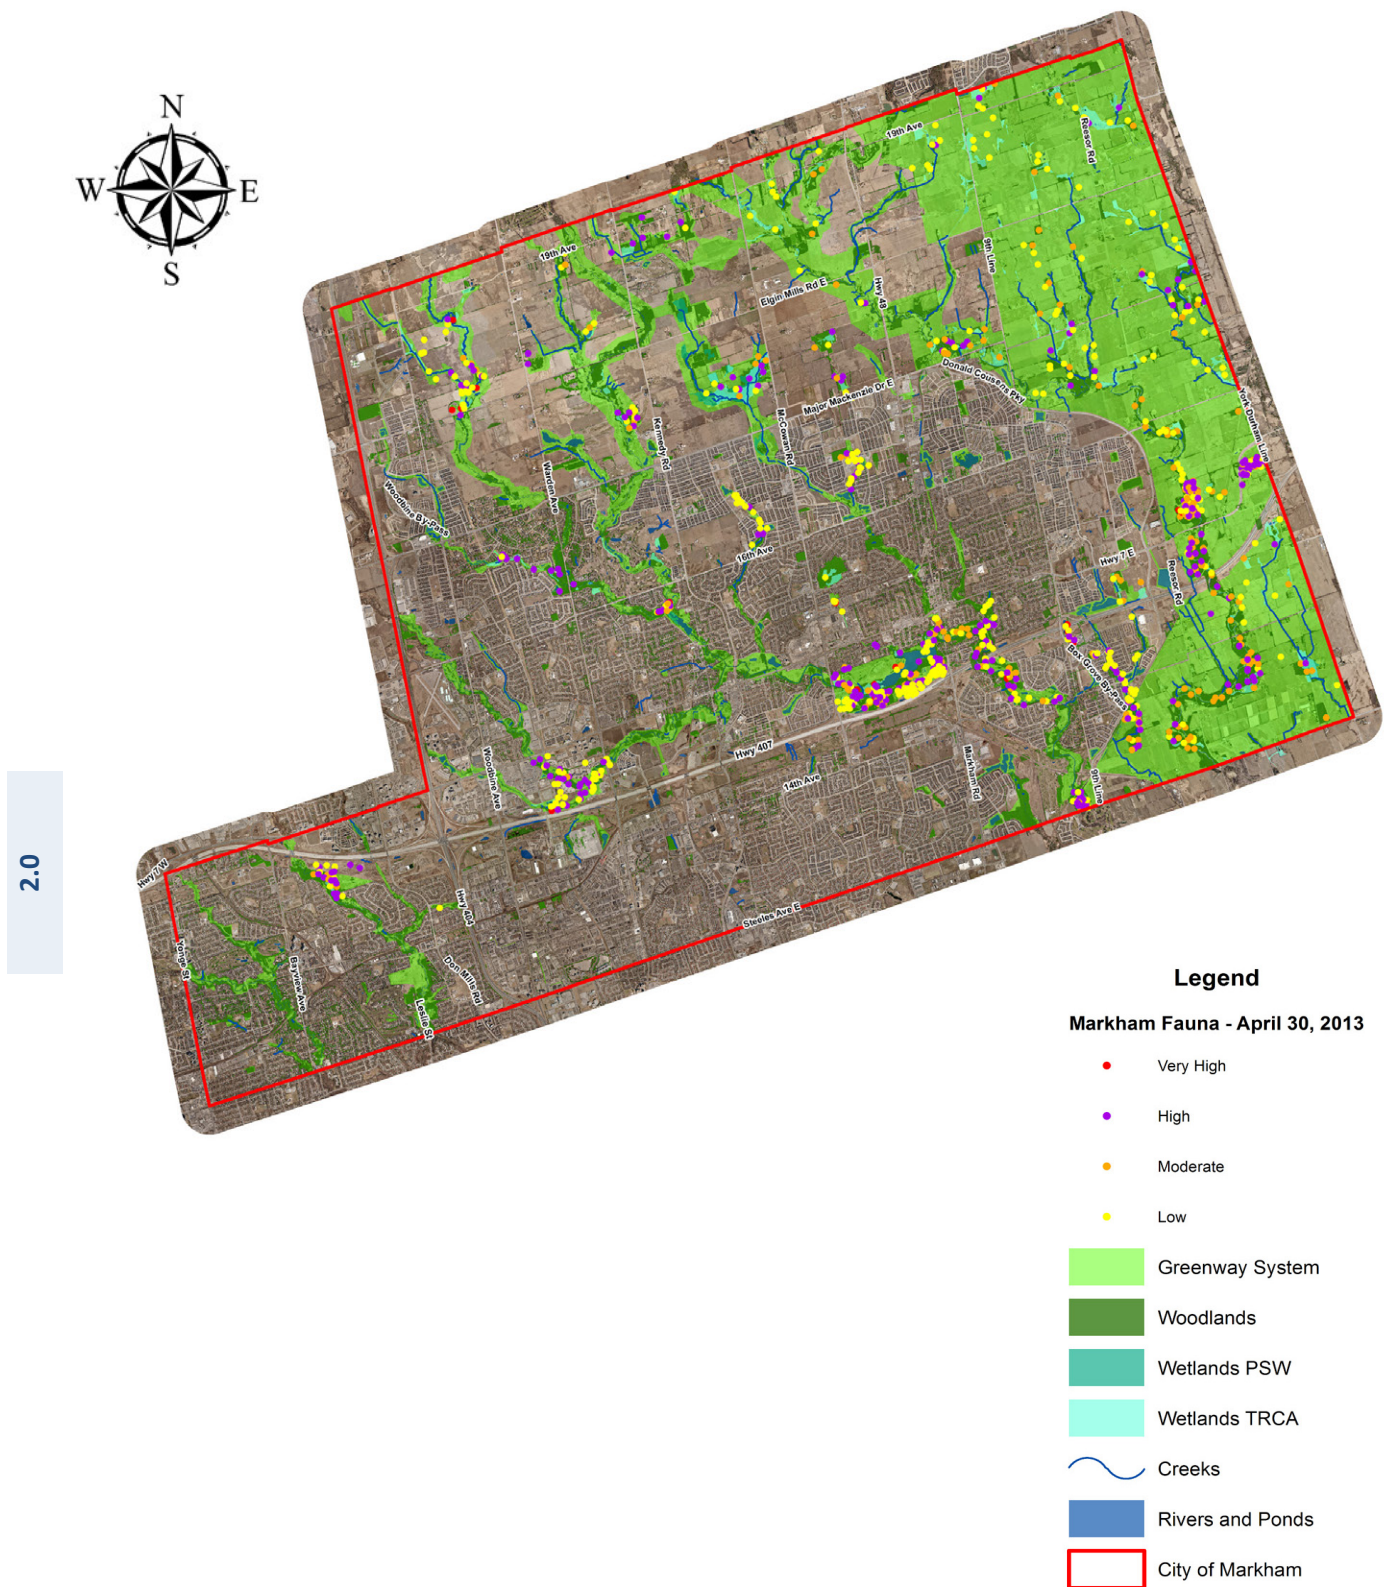 N
W
E
S
19th Ave
Reesor Rd
19th Ave
9th Line
Elgin Mills Rd E
Hwy 48
Donald Cousens Pky
Major Mackenzie Dr E
York Durham Line
Kennedy Rd
McCowan Rd
Warden Ave
Woodbine By-Pass
16th Ave
Hwy 7 E
Reesor Rd
Box Grove By-Pass
Hwy 407
Woodbine Ave
14th Ave
Markham Rd
9th Line
Hwy 7 W
2.0
Hwy 404
Steeles Ave E
Yonge St
Bayview Ave
Don Mills Rd
Leslie St
Legend
Markham Fauna - April 30, 2013
Very High
High
Moderate
Low
Greenway System
Woodlands
Wetlands PSW
Wetlands TRCA
Creeks
Rivers and Ponds
City of Markham